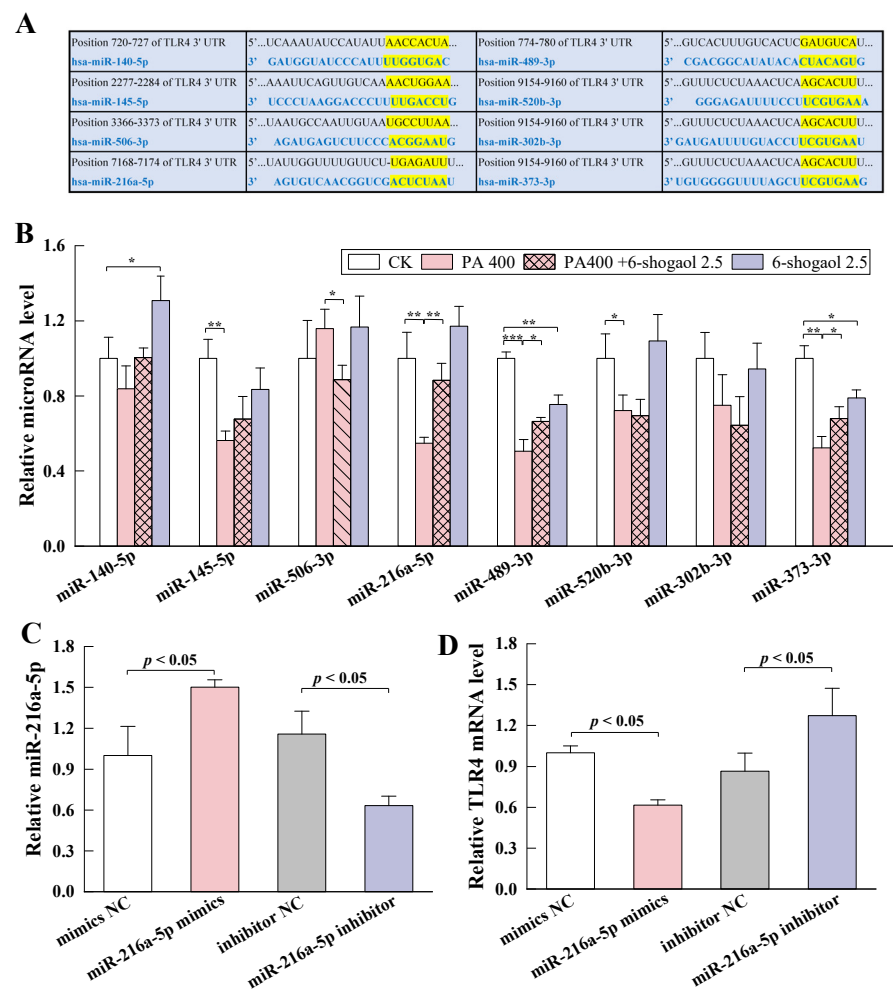 A
Position 720-727 of TLR4 3' UTR 5'...UCAAAUAUCCAUAUUAACCACUA... Position 774-780 of TLR4 3' UTR 5'...GUCACUUUGUCACUCGAUGUCAU...
hsa-miR-140-5p 3' GAUGGUAUCCCAUUUUGGUGAC hsa-miR-489-3p 3' CGACGGCAUAUACACUACAGUG
Position 2277-2284 of TLR4 3' UTR 5'...AAAUUCAGUUGUCAAAACUGGAA... Position 9154-9160 of TLR4 3' UTR 5'...GUUUCUCUAAACUCAAGCACUUU...
hsa-miR-145-5p 3' UCCCUAAGGACCCUUUUGACCUG hsa-miR-520b-3p 3' GGGAGAUUUUCCUUCGUGAAA
Position 3366-3373 of TLR4 3' UTR 5'...UAAUGCCAAUUGUAAUGCCUUAA... Position 9154-9160 of TLR4 3' UTR 5'...GUUUCUCUAAACUCAAGCACUUU...
hsa-miR-506-3p 3' AGAUGAGUCUUCCCACGGAAUG hsa-miR-302b-3p 3' GAUGAUUUUGUACCUUCGUGAAU
Position 7168-7174 of TLR4 3' UTR 5'...UAUUGGUUUUGUUCU-UGAGAUUU... Position 9154-9160 of TLR4 3' UTR 5'...GUUUCUCUAAACUCAAGCACUUU...
hsa-miR-216a-5p 3' AGUGUCAACGGUCGACUCUAAU hsa-miR-373-3p 3' UGUGGGGUUUUAGCUUCGUGAAG
B
Relative microRNA level
1.6
1.2
0.8
0.4
0.0
CK PA 400 PA400 +6-shogaol 2.5 6-shogaol 2.5
* ** * ** ** ** *** * * * ** *
miR-140-5p miR-145-5p miR-506-3p miR-216a-5p miR-489-3p miR-520b-3p miR-302b-3p miR-373-3p
C
Relative miR-216a-5p
1.8
1.5
1.2
0.9
0.6
0.3
0.0
p < 0.05
p < 0.05
mimics NC miR-216a-5p mimics inhibitor NC miR-216a-5p inhibitor
D
Relative TLR4 mRNA level
1.8
1.5
1.2
0.9
0.6
0.3
0.0
p < 0.05
p < 0.05
mimics NC miR-216a-5p mimics inhibitor NC miR-216a-5p inhibitor